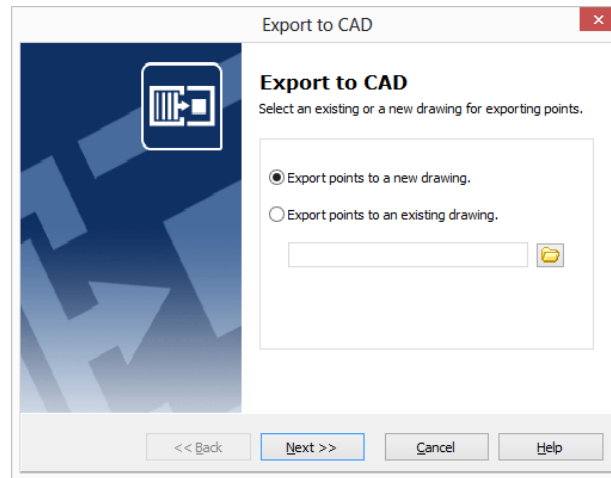 Export to CAD
Export to CAD
Select an existing or a new drawing for exporting points.
Export points to a new drawing.
Export points to an existing drawing.
<< Back
Next >>
Cancel
Help